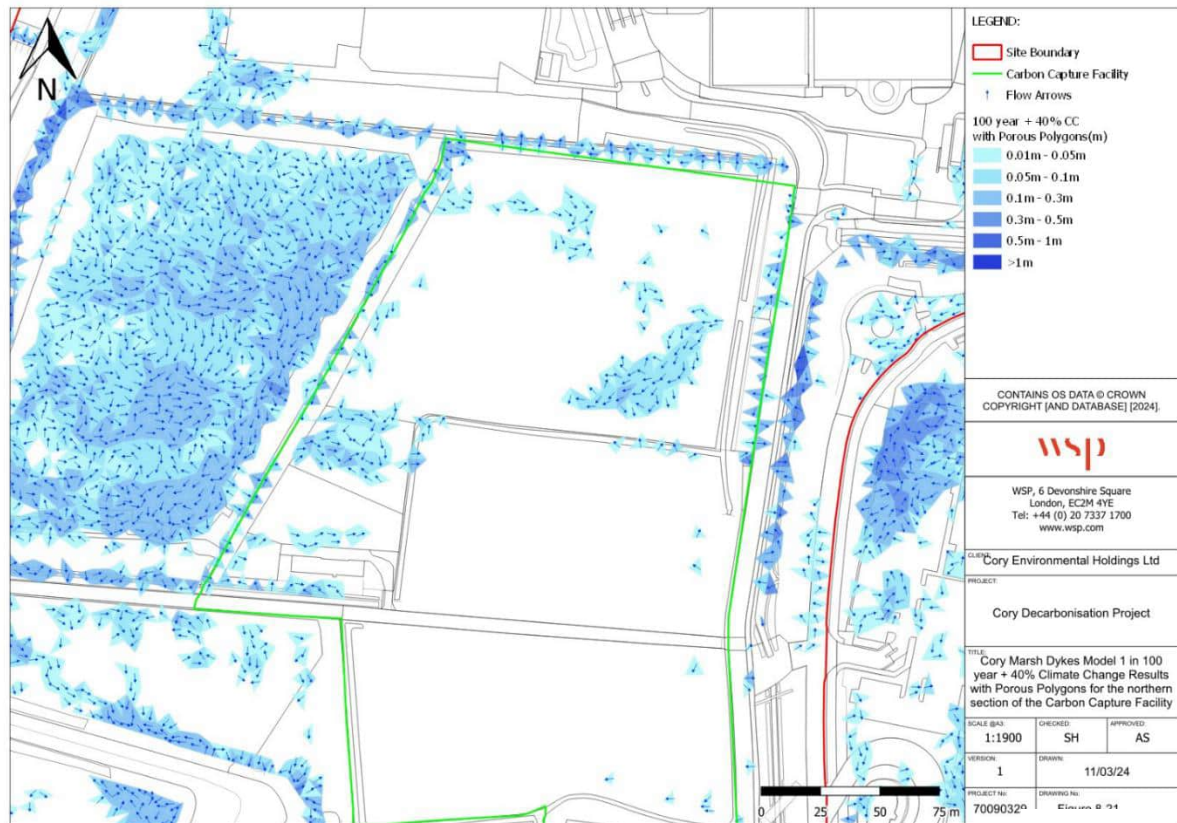 N
LEGEND:
Site Boundary
Carbon Capture Facility
Flow Arrows
100 year + 40% CC
with Porous Polygons(m)
0.01m - 0.05m
0.05m - 0.1m
0.1m - 0.3m
0.3m - 0.5m
0.5m - 1m
>1m
CONTAINS OS DATA © CROWN
COPYRIGHT [AND DATABASE] [2024].
wsp
WSP, 6 Devonshire Square
London, EC2M 4YE
Tel: +44 (0) 20 7337 1700
www.wsp.com
CLIENT:
Cory Environmental Holdings Ltd
PROJECT:
Cory Decarbonisation Project
TITLE:
Cory Marsh Dykes Model 1 in 100
year + 40% Climate Change Results
with Porous Polygons for the northern
section of the Carbon Capture Facility
SCALE @A3: CHECKED: APPROVED:
1:1900 SH AS
VERSION: DRAWN:
1 11/03/24
PROJECT No: DRAWING No:
70090329 Figure 8-21
0 25 50 75 m